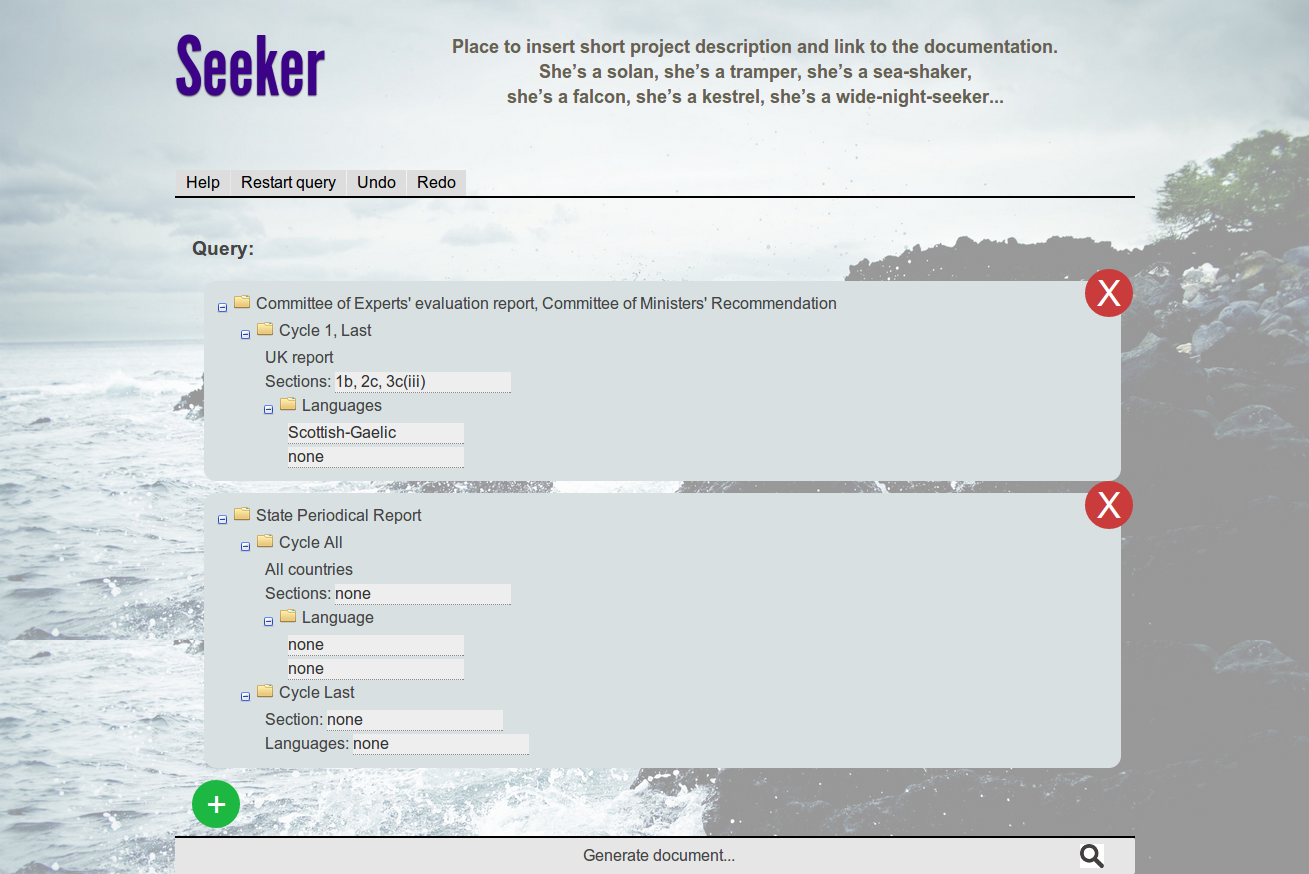 Seeker
Place to insert short project description and link to the documentation.
She's a solan, she's a tramper, she's a sea-shaker,
she's a falcon, she's a kestrel, she's a wide-night-seeker...
Help Restart query Undo Redo
Query:
X
Committee of Experts' evaluation report, Committee of Ministers' Recommendation
Cycle 1, Last
UK report
Sections: 1b, 2c, 3c(iii)
Languages
Scottish-Gaelic
none
X
State Periodical Report
Cycle All
All countries
Sections: none
Language
none
none
Cycle Last
Section: none
Languages: none
+
Generate document...